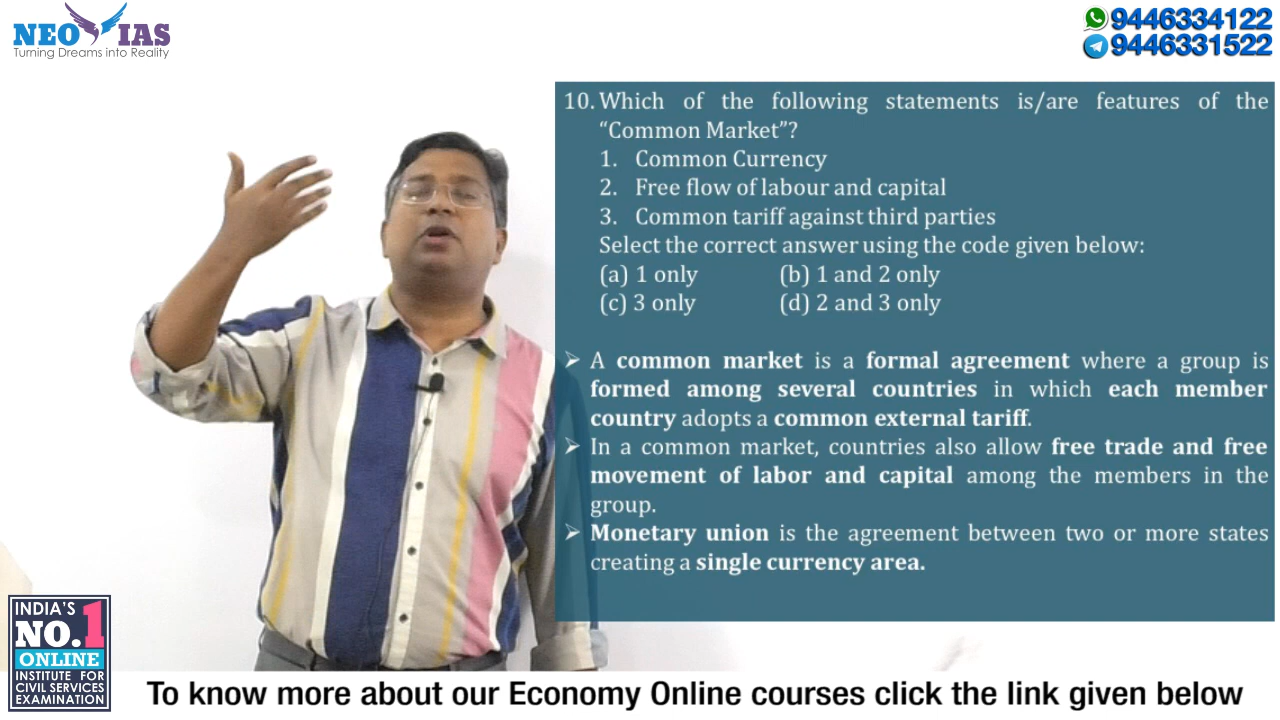 NEO IAS
Turning Dreams into Reality
9446334122
9446331522
10. Which of the following statements is/are features of the
“Common Market”?
1. Common Currency
2. Free flow of labour and capital
3. Common tariff against third parties
Select the correct answer using the code given below:
(a) 1 only (b) 1 and 2 only
(c) 3 only (d) 2 and 3 only
➢ A common market is a formal agreement where a group is
formed among several countries in which each member
country adopts a common external tariff.
➢ In a common market, countries also allow free trade and free
movement of labor and capital among the members in the
group.
➢ Monetary union is the agreement between two or more states
creating a single currency area.
INDIA'S
NO.1
ONLINE
INSTITUTE FOR
CIVIL SERVICES
EXAMINATION
To know more about our Economy Online courses click the link given below